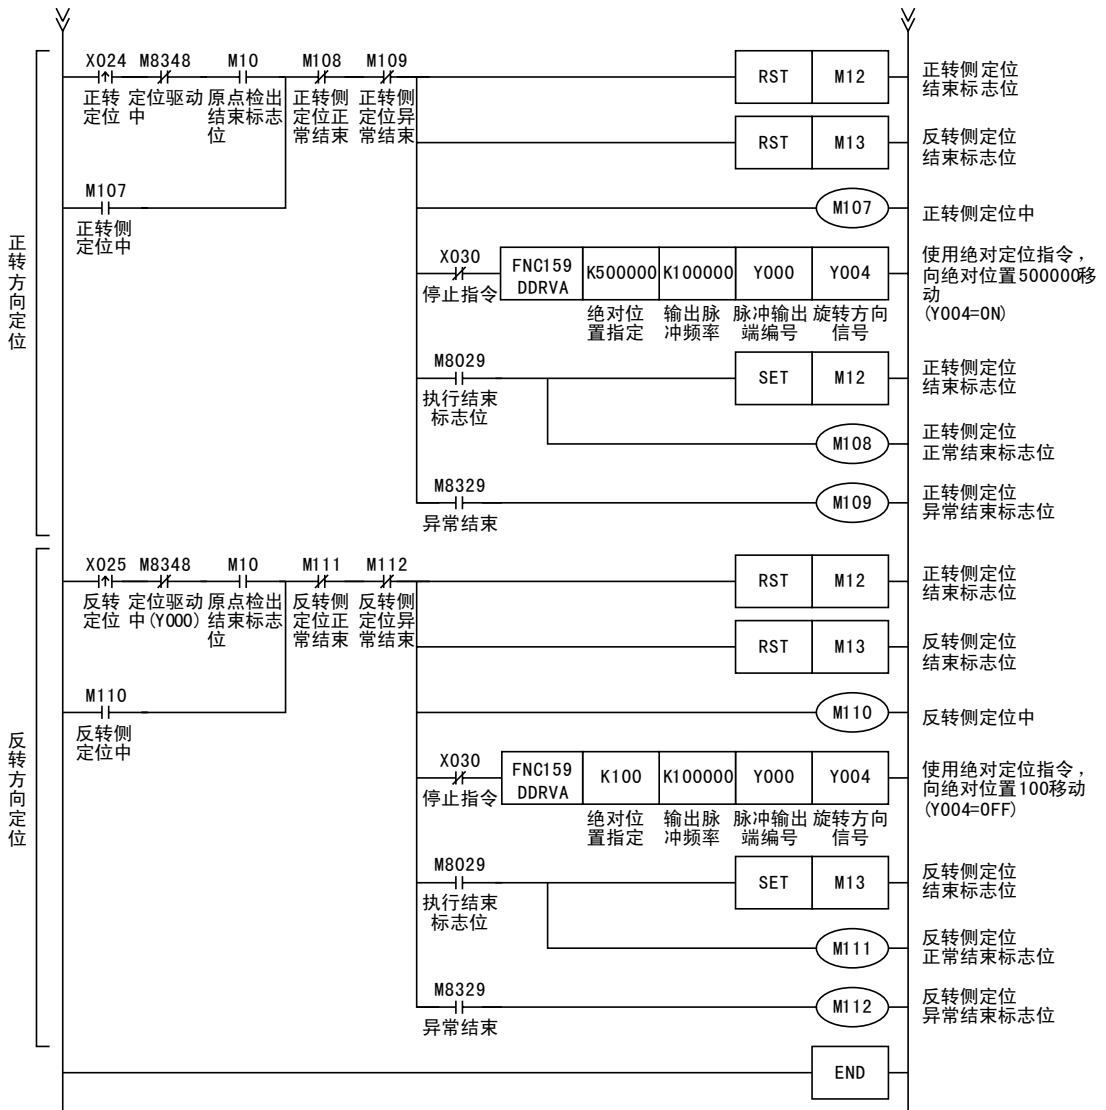 X024 M8348 M10 M108 M109
RST M12 正转侧定位
结束标志位
正转 定位驱动 原点检出 正转侧 正转侧
定位 中 结束标志 定位正 定位异
位 常结束 常结束
RST M13 反转侧定位
结束标志位
M107
正转侧
定位中
M107 正转侧定位中
正转方向定位
X030
停止指令
FNC159 K500000 K100000 Y000 Y004
DDRVA
使用绝对定位指令，
向绝对位置500000移
动
(Y004=ON)
绝对位 输出脉 脉冲输出 旋转方向
置指定 冲频率 端编号 信号
M8029
执行结束
标志位
SET M12 正转侧定位
结束标志位
M108 正转侧定位
正常结束标志位
M8329
异常结束
M109 正转侧定位
异常结束标志位
X025 M8348 M10 M111 M112
RST M12 正转侧定位
结束标志位
反转 定位驱动 原点检出 反转侧 反转侧
定位 中(Y000) 结束标志 定位正 定位异
位 常结束 常结束
RST M13 反转侧定位
结束标志位
M110
反转侧
定位中
M110 反转侧定位中
反转方向定位
X030
停止指令
FNC159 K100 K100000 Y000 Y004
DDRVA
使用绝对定位指令，
向绝对位置100移动
(Y004=OFF)
绝对位 输出脉 脉冲输出 旋转方向
置指定 冲频率 端编号 信号
M8029
执行结束
标志位
SET M13 反转侧定位
结束标志位
M111 反转侧定位
正常结束标志位
M8329
异常结束
M112 反转侧定位
异常结束标志位
END